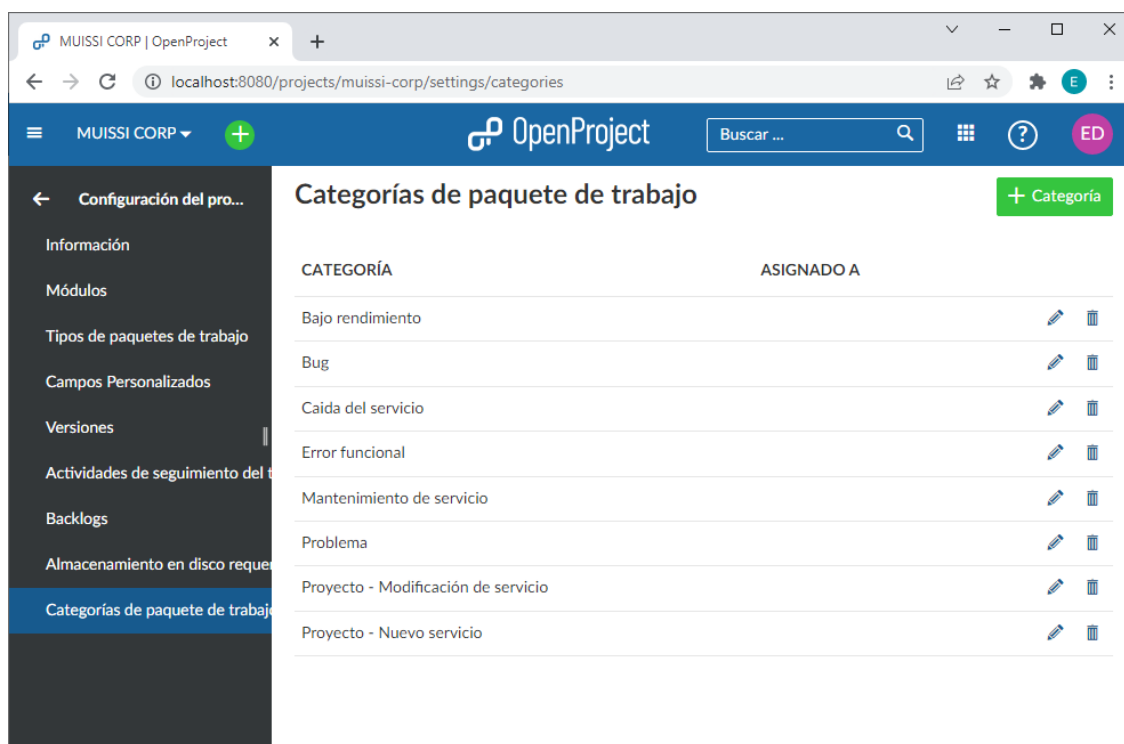 MUISSI CORP | OpenProject
localhost:8080/projects/muissi-corp/settings/categories
E
MUISSI CORP
OpenProject
Buscar ...
?
ED
Configuración del pro...
Información
Módulos
Tipos de paquetes de trabajo
Campos Personalizados
Versiones
Actividades de seguimiento del t
Backlogs
Almacenamiento en disco requer
Categorías de paquete de trabajo
Categorías de paquete de trabajo
+ Categoría
CATEGORÍA ASIGNADO A
Bajo rendimiento
Bug
Caida del servicio
Error funcional
Mantenimiento de servicio
Problema
Proyecto - Modificación de servicio
Proyecto - Nuevo servicio